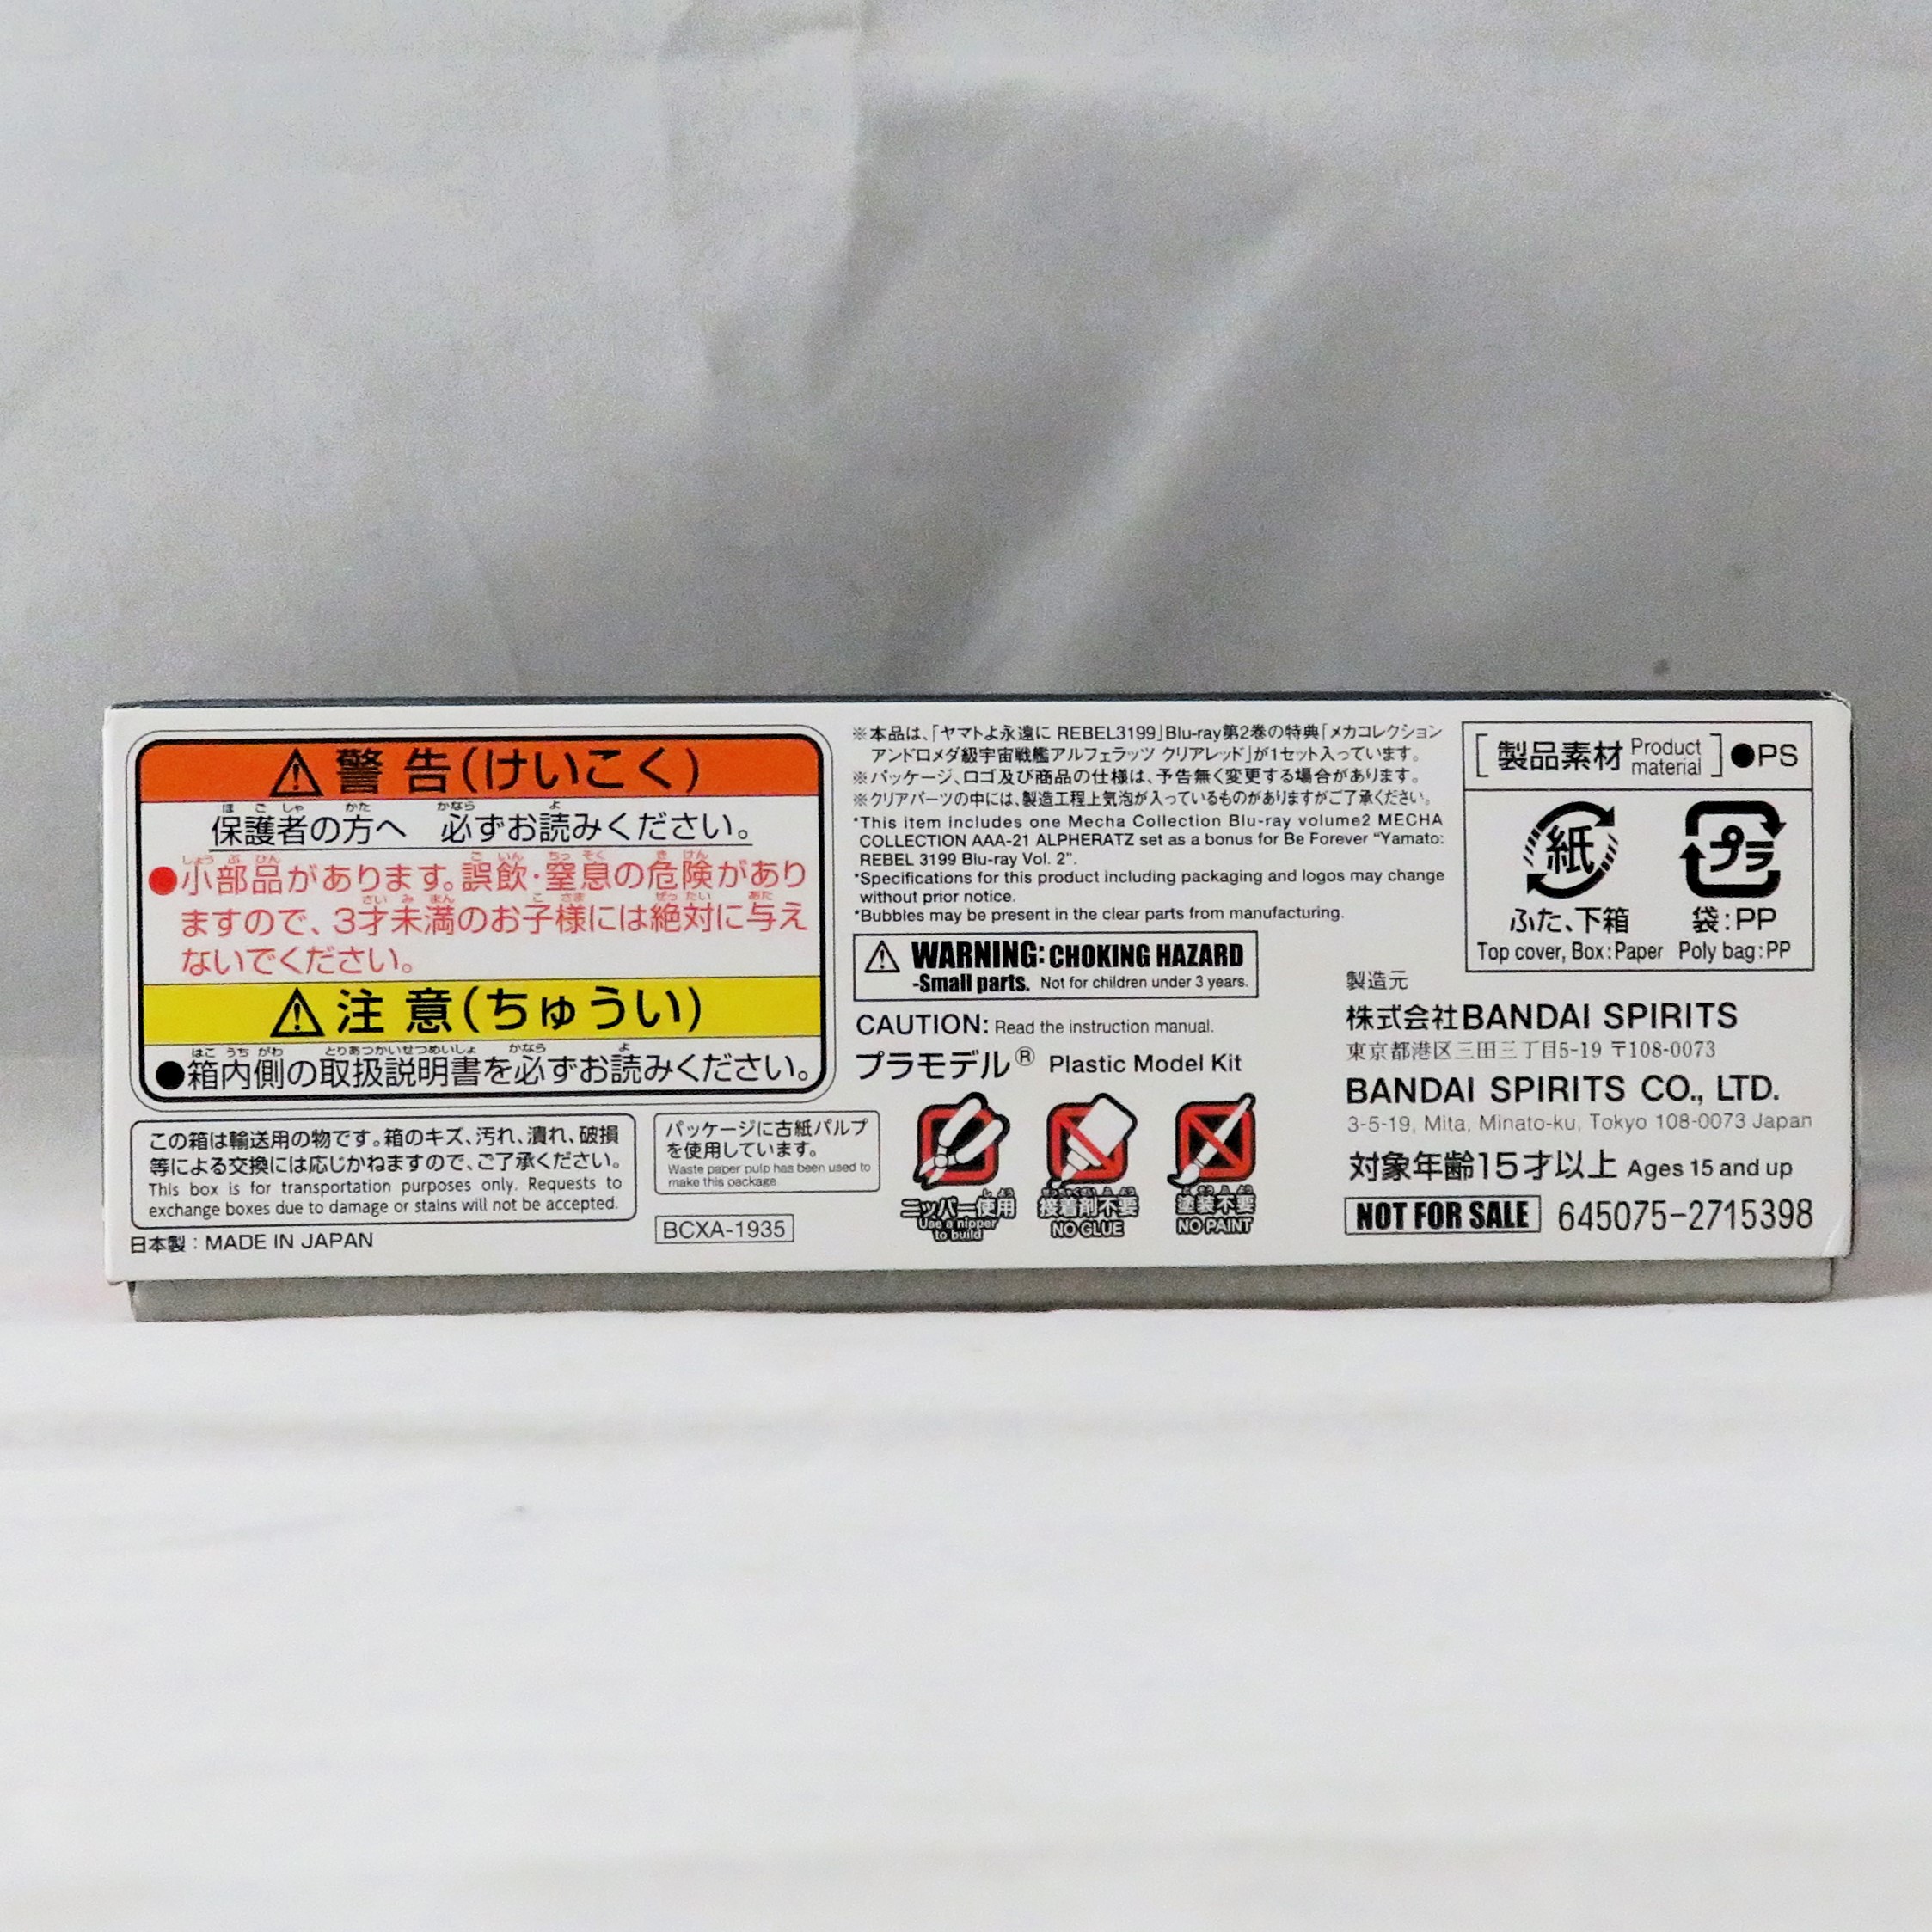 警告(けいこく)
保護者の方へ 必ずお読みください。
●小部品があります。誤飲・窒息の危険があり
ますので、3才未満のお子様には絶対に与え
ないでください。
注意(ちゅうい)
●箱内側の取扱説明書を必ずお読みください。
この箱は輸送用の物です。箱のキズ、汚れ、潰れ、破損
等による交換には応じかねますので、ご了承ください。
This box is for transportation purposes only. Requests to
exchange boxes due to damage or stains will not be accepted.
日本製:MADE IN JAPAN
パッケージに古紙パルプ
を使用しています。
Waste paper pulp has been used to
make this package
BCXA-1935
※本品は、「ヤマトよ永遠に REBEL3199」Blu-ray第2巻の特典「メカコレクション
アンドロメダ級宇宙戦艦アルフェラッツ クリアレッド」が1セット入っています。
※パッケージ、ロゴ及び商品の仕様は、予告無く変更する場合があります。
※クリアパーツの中には、製造工程上気泡が入っているものがありますがご了承ください。
*This item includes one Mecha Collection Blu-ray volume2 MECHA
COLLECTION AAA-21 ALPHERATZ set as a bonus for Be Forever "Yamato:
REBEL 3199 Blu-ray Vol. 2".
*Specifications for this product including packaging and logos may change
without prior notice.
*Bubbles may be present in the clear parts from manufacturing.
WARNING: CHOKING HAZARD
-Small parts. Not for children under 3 years.
CAUTION: Read the instruction manual.
プラモデル® Plastic Model Kit
ニッパー使用
Use a nipper
to build
接着剤不要
NO GLUE
塗装不要
NO PAINT
[製品素材 Product material] ●PS
紙
プラ
ふた、下箱
Top cover, Box:Paper
袋:PP
Poly bag:PP
製造元
株式会社BANDAI SPIRITS
東京都港区三田三丁目5-19 〒108-0073
BANDAI SPIRITS CO., LTD.
3-5-19, Mita, Minato-ku, Tokyo 108-0073 Japan
対象年齢15才以上 Ages 15 and up
NOT FOR SALE 645075-2715398